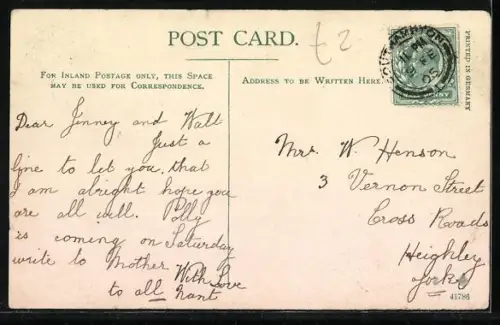 POST CARD.
£2
FOR INLAND POSTAGE ONLY, THIS SPACE
MAY BE USED FOR CORRESPONDENCE.
ADDRESS TO BE WRITTEN HERE.
PRINTED IN GERMANY
Dear Jinney and Walt
Just a
line to let you that
I am alright hope you
are all will. Polly
is coming on Saturday
write to Mother With Love
to all
Mrs W. Henson
3 Vernon Street
Cross Roads
Heighley
Yorks
41786